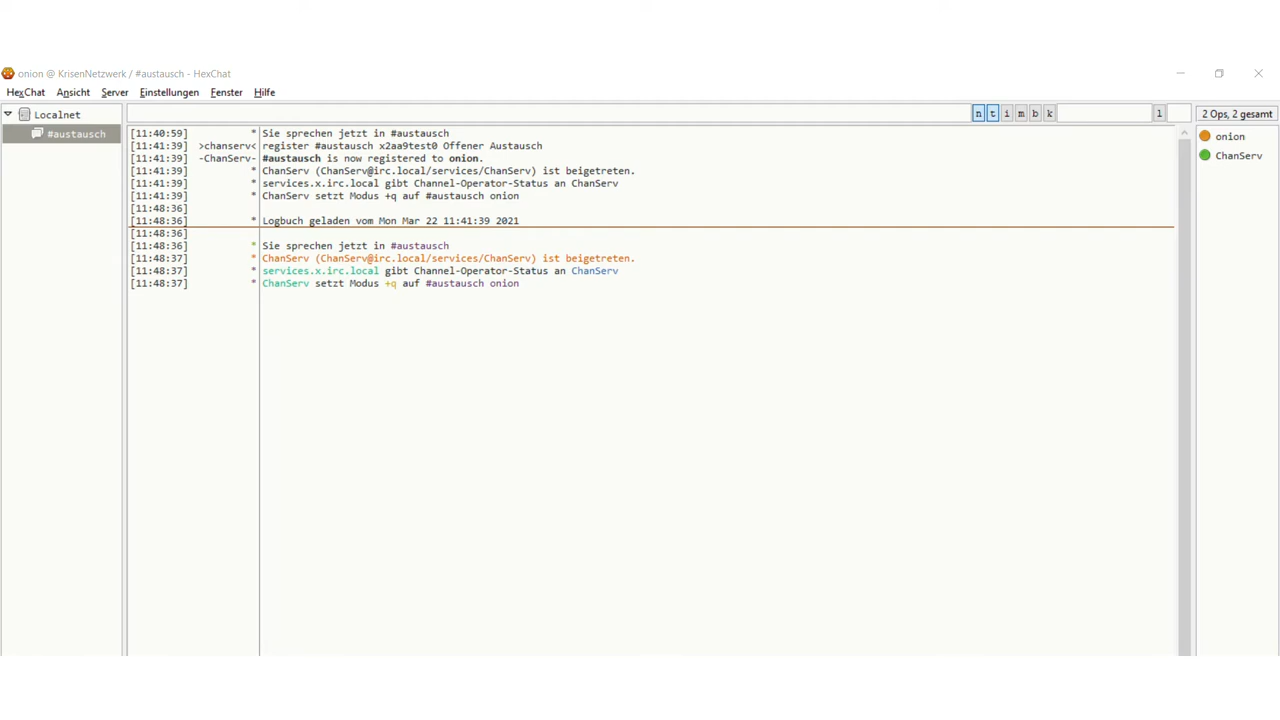 onion @ KrisenNetzwerk / #austausch - HexChat
HexChat Ansicht Server Einstellungen Fenster Hilfe
Localnet
#austausch
n t i m b k l
2 Ops, 2 gesamt
onion
ChanServ
[11:40:59] * Sie sprechen jetzt in #austausch
[11:41:39] >chanserv< register #austausch x2aa9test0 Offener Austausch
[11:41:39] -ChanServ- #austausch is now registered to onion.
[11:41:39] * ChanServ (ChanServ@irc.local/services/ChanServ) ist beigetreten.
[11:41:39] * services.x.irc.local gibt Channel-Operator-Status an ChanServ
[11:41:39] * ChanServ setzt Modus +q auf #austausch onion
[11:48:36]
[11:48:36] * Logbuch geladen vom Mon Mar 22 11:41:39 2021
[11:48:36]
[11:48:36] * Sie sprechen jetzt in #austausch
[11:48:37] * ChanServ (ChanServ@irc.local/services/ChanServ) ist beigetreten.
[11:48:37] * services.x.irc.local gibt Channel-Operator-Status an ChanServ
[11:48:37] * ChanServ setzt Modus +q auf #austausch onion